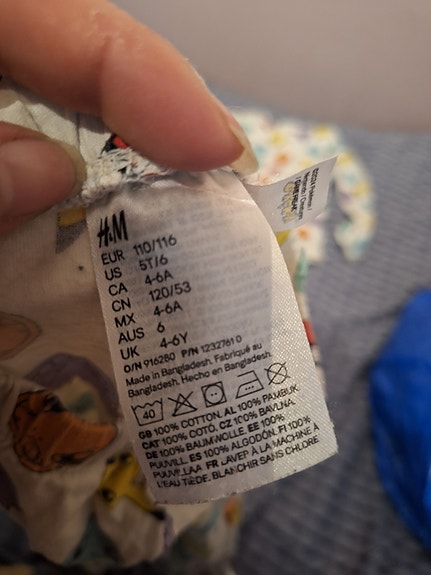 H&M
EUR 110/116
US 5T/6
CA 4-6A
CN 120/53
MX 4-6A
AUS 6
UK 4-6Y
O/N 916280 P/N 1232761 0
Made in Bangladesh. Fabriqué au
Bangladesh. Hecho en Bangladesh.
40
GB 100% COTTON. AL 100% PAMBUK.
CAT 100% COTÓ. CZ 100% BAVLNA.
DE 100% BAUMWOLLE. EE 100%
PUUVILL. ES 100% ALGODÓN. FI 100%
PUUVILLAA FR LAVER À LA MACHINE À
L'EAU TIÈDE. BLANCHIR SANS CHLORE